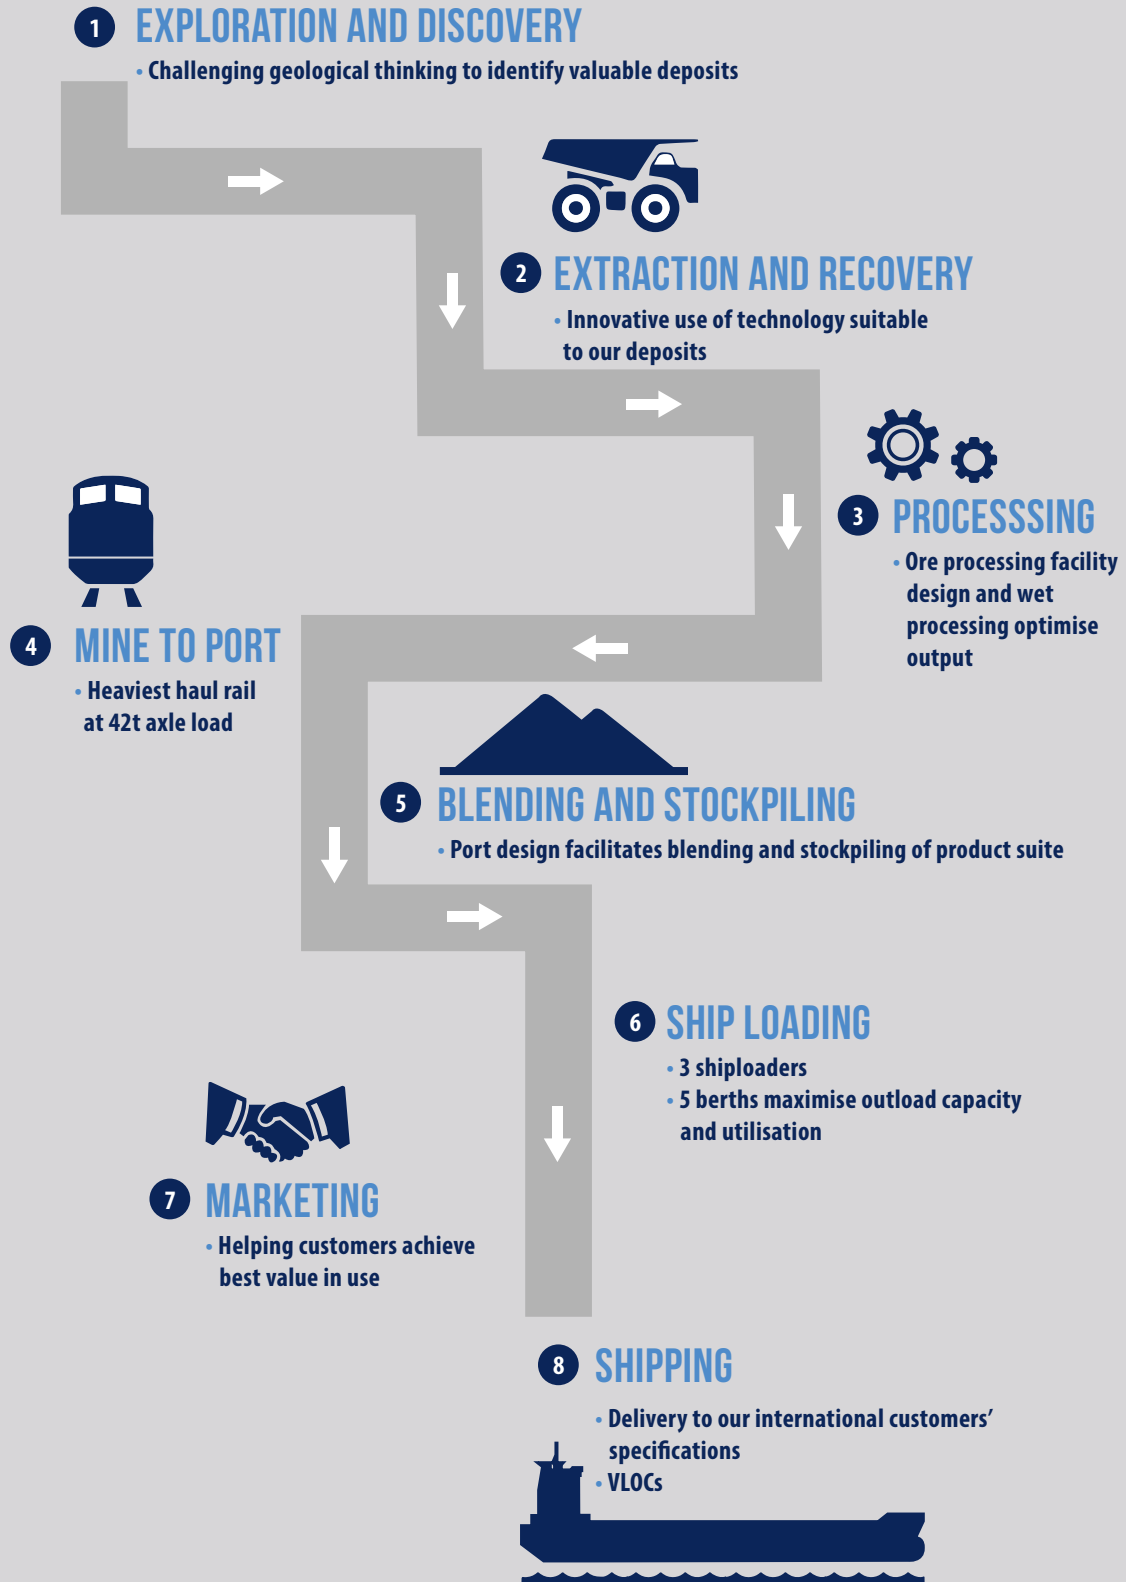 1 EXPLORATION AND DISCOVERY
• Challenging geological thinking to identify valuable deposits
2 EXTRACTION AND RECOVERY
• Innovative use of technology suitable
to our deposits
3 PROCESSSING
• Ore processing facility
design and wet
processing optimise
output
4 MINE TO PORT
• Heaviest haul rail
at 42t axle load
5 BLENDING AND STOCKPILING
• Port design facilitates blending and stockpiling of product suite
6 SHIP LOADING
• 3 shiploaders
• 5 berths maximise outload capacity
and utilisation
7 MARKETING
• Helping customers achieve
best value in use
8 SHIPPING
• Delivery to our international customers’
specifications
• VLOCs